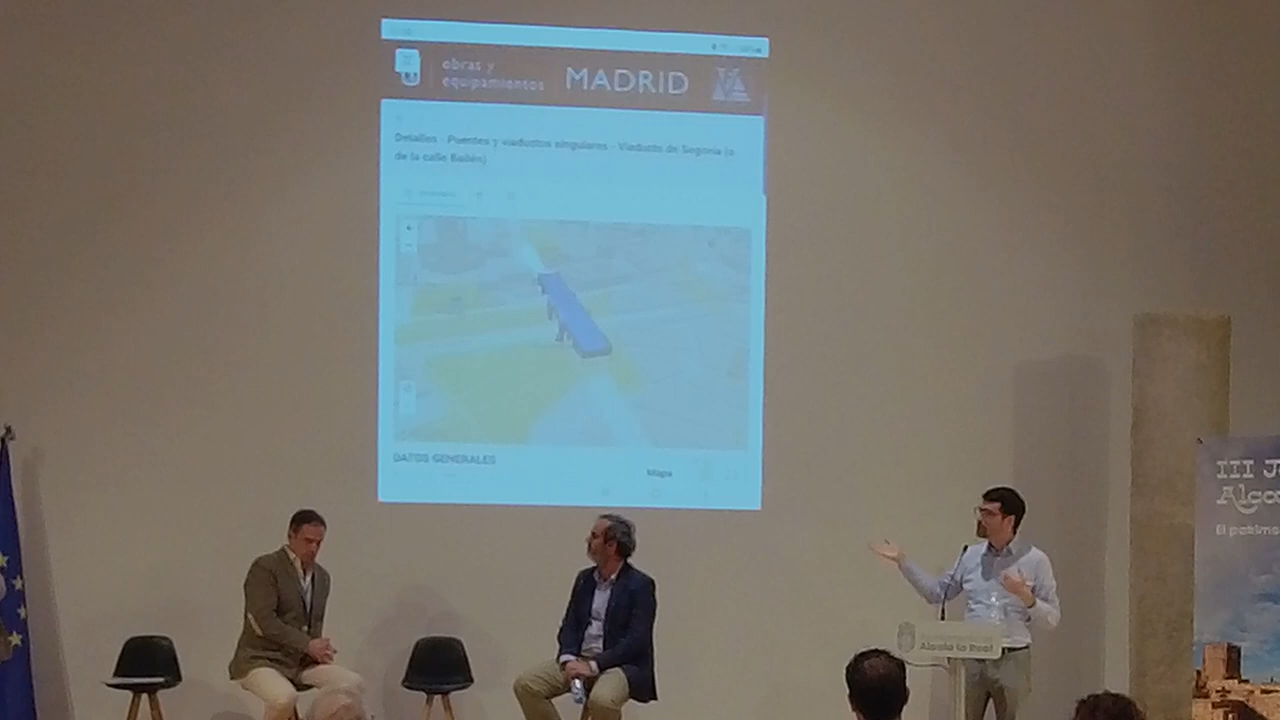 obras y
equipamientos
MADRID
Detalles - Puentes y viaductos singulares - Viaducto de Segovia (o
de la calle Bailén)
DATOS GENERALES
Mapa
Alcalá la Real
III J
Alca
El patrimo